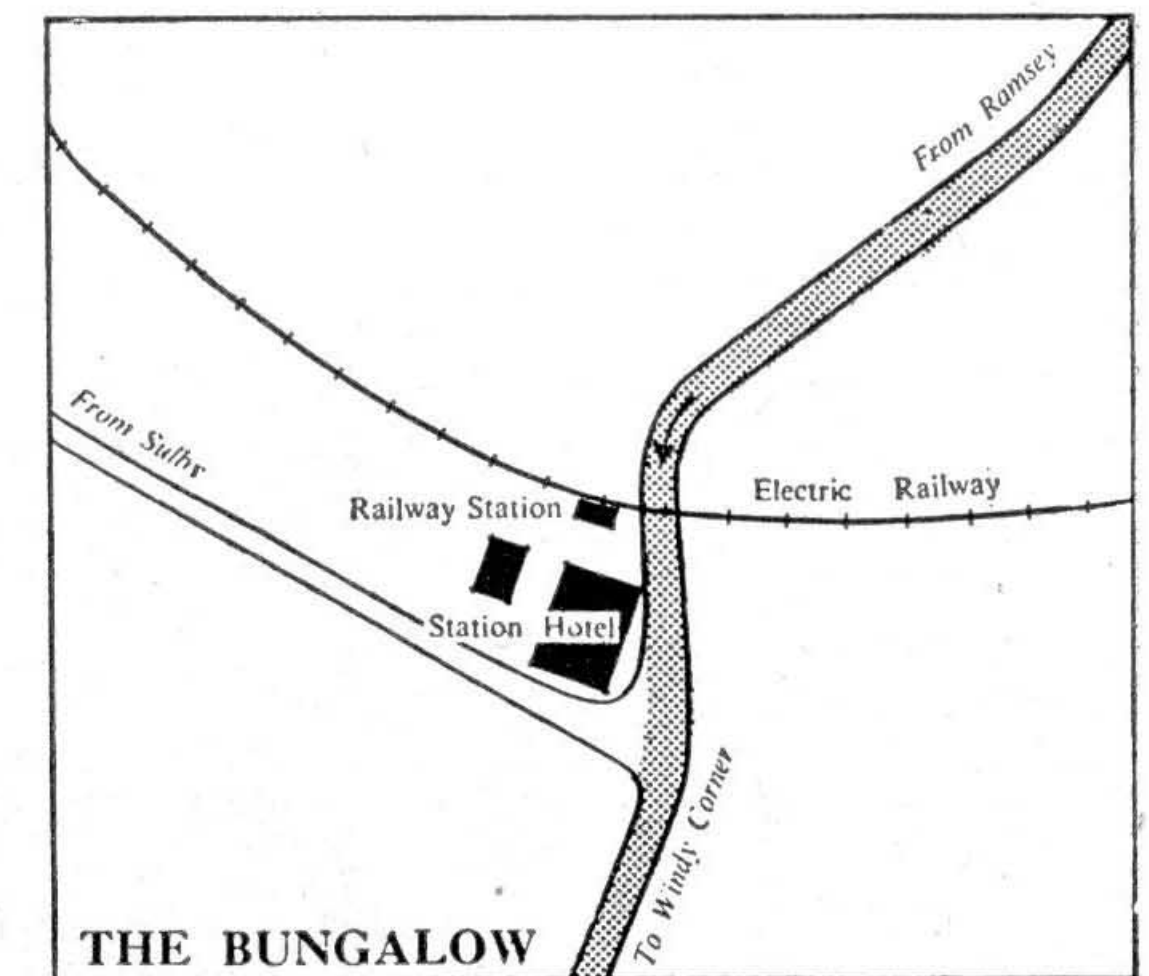 From Ramsey
From Sulby
Electric Railway
Railway Station
Station Hotel
To Windy Corner
THE BUNGALOW